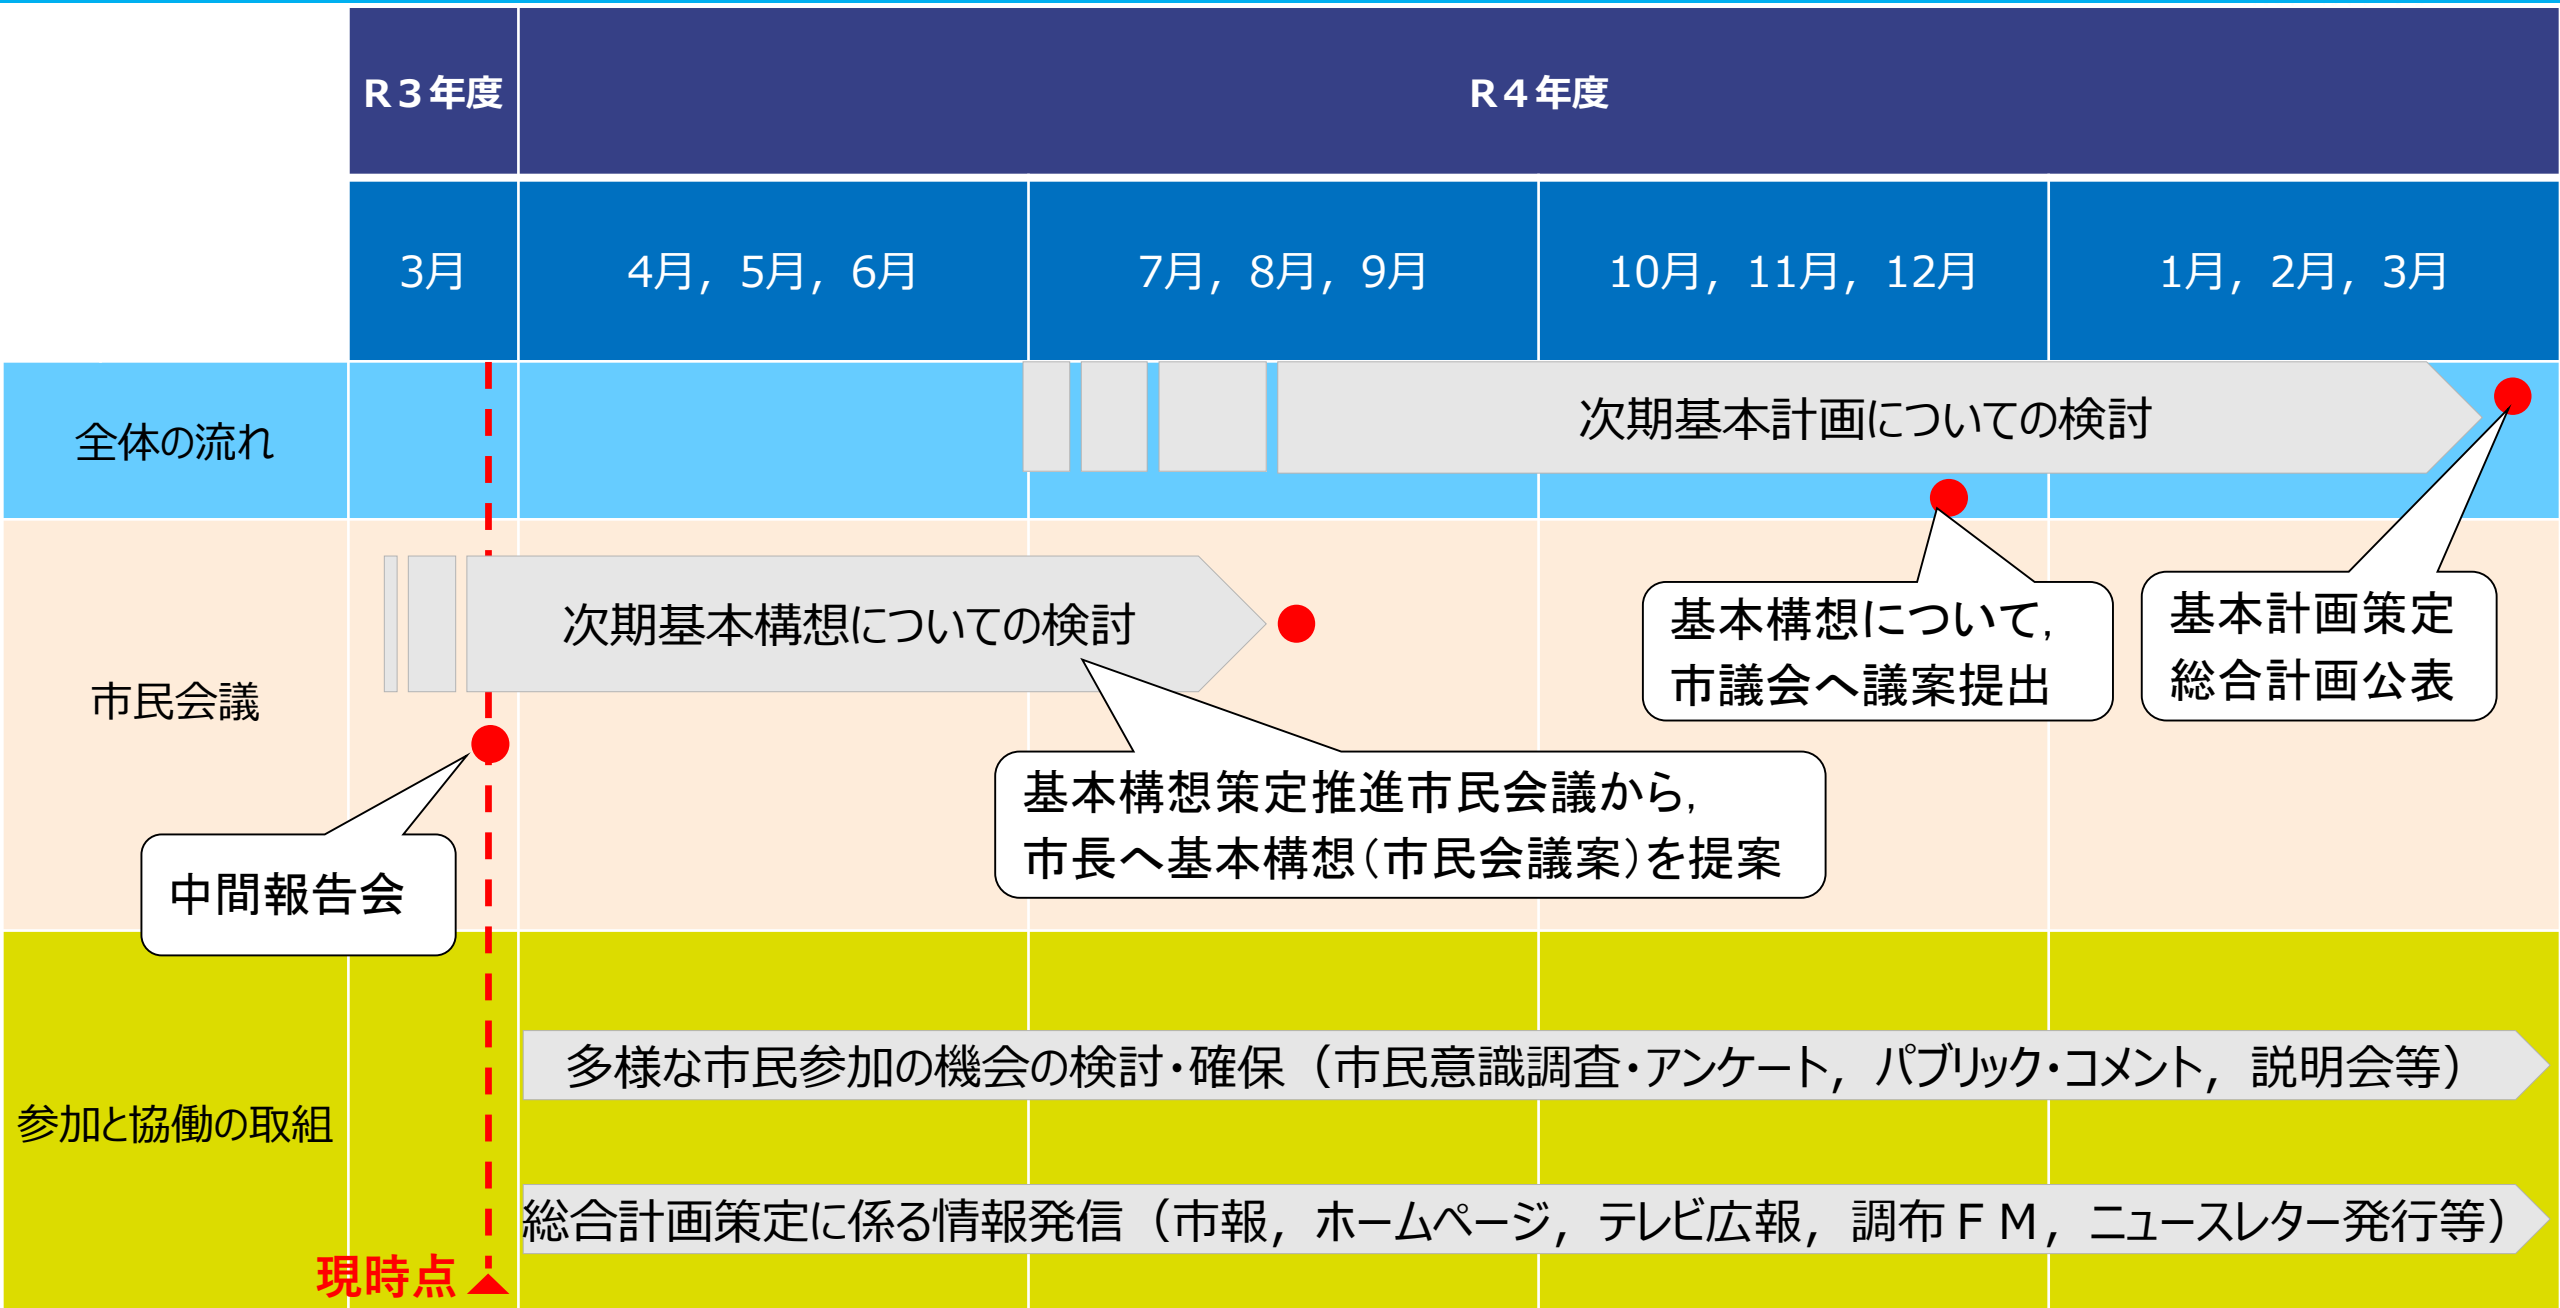 R３年度
R４年度
3月
4月，5月，6月
7月，8月，9月
10月，11月，12月
1月，2月，3月
全体の流れ
次期基本計画についての検討
市民会議
次期基本構想についての検討
基本構想について，
市議会へ議案提出
基本計画策定
総合計画公表
基本構想策定推進市民会議から，
市長へ基本構想（市民会議案）を提案
中間報告会
参加と協働の取組
多様な市民参加の機会の検討・確保（市民意識調査・アンケート，パブリック・コメント，説明会等）
総合計画策定に係る情報発信（市報，ホームページ，テレビ広報，調布ＦＭ，ニュースレター発行等）
現時点